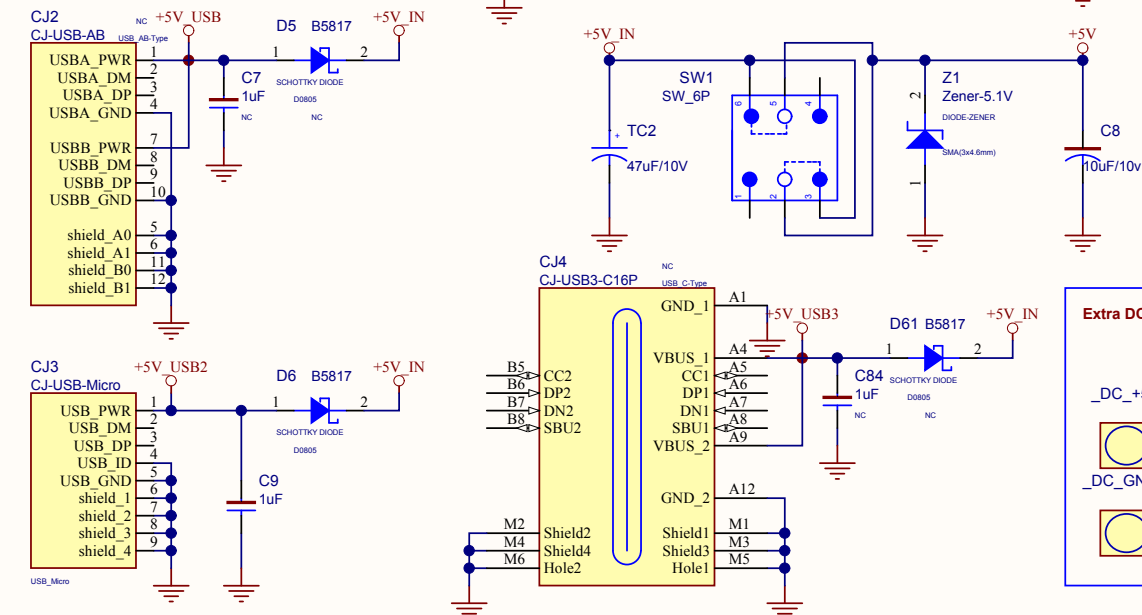 CJ2
CJ-USB-AB
NC
USB_AB-Type
+5V_USB
USBA_PWR 1
USBA_DM 2
USBA_DP 3
USBA_GND 4
USBB_PWR 7
USBB_DM 8
USBB_DP 9
USBB_GND 10
shield_A0 5
shield_A1 6
shield_B0 11
shield_B1 12
C7
1uF
NC
D5 B5817
1 2
SCHOTTKY DIODE
D0805
NC
+5V_IN
+5V_IN
TC2
+
47uF/10V
SW1
SW_6P
6 5 4
1 2 3
Z1
Zener-5.1V
DIODE-ZENER
SMA(3x4.6mm)
2
1
+5V
C8
10uF/10v
CJ3
CJ-USB-Micro
+5V_USB2
USB_PWR 1
USB_DM 2
USB_DP 3
USB_ID 4
USB_GND 5
shield_1 6
shield_2 7
shield_3 8
shield_4 9
USB_Micro
C9
1uF
D6 B5817
1 2
SCHOTTKY DIODE
D0805
+5V_IN
CJ4
CJ-USB3-C16P
NC
USB_C-Type
B5 CC2
B6 DP2
B7 DN2
B8 SBU2
M2 Shield2
M4 Shield4
M6 Hole2
GND_1 A1
VBUS_1 A4
CC1 A5
DP1 A6
DN1 A7
SBU1 A8
VBUS_2 A9
GND_2 A12
Shield1 M1
Shield3 M3
Hole1 M5
+5V_USB3
C84
1uF
NC
D61 B5817
1 2
SCHOTTKY DIODE
D0805
NC
+5V_IN
Extra DC
_DC_+
_DC_GN